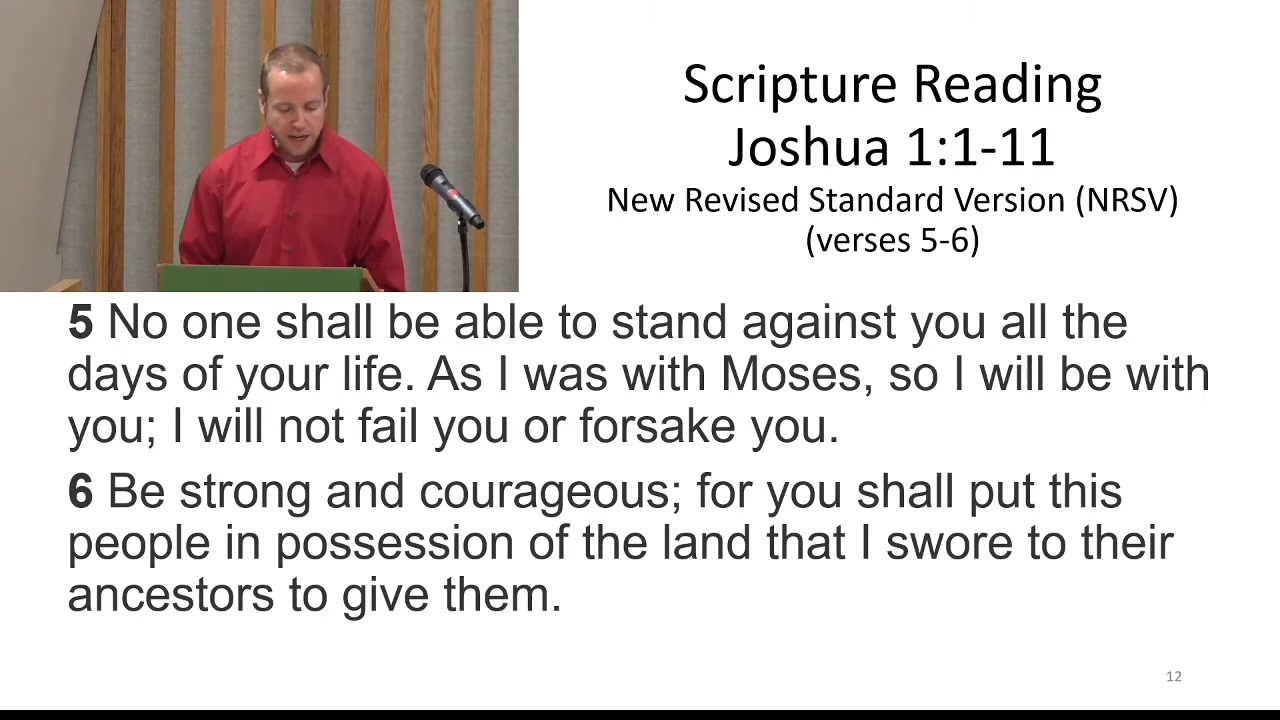 Scripture Reading
Joshua 1:1-11
New Revised Standard Version (NRSV)
(verses 5-6)
5 No one shall be able to stand against you all the
days of your life. As I was with Moses, so I will be with
you; I will not fail you or forsake you.
6 Be strong and courageous; for you shall put this
people in possession of the land that I swore to their
ancestors to give them.
12